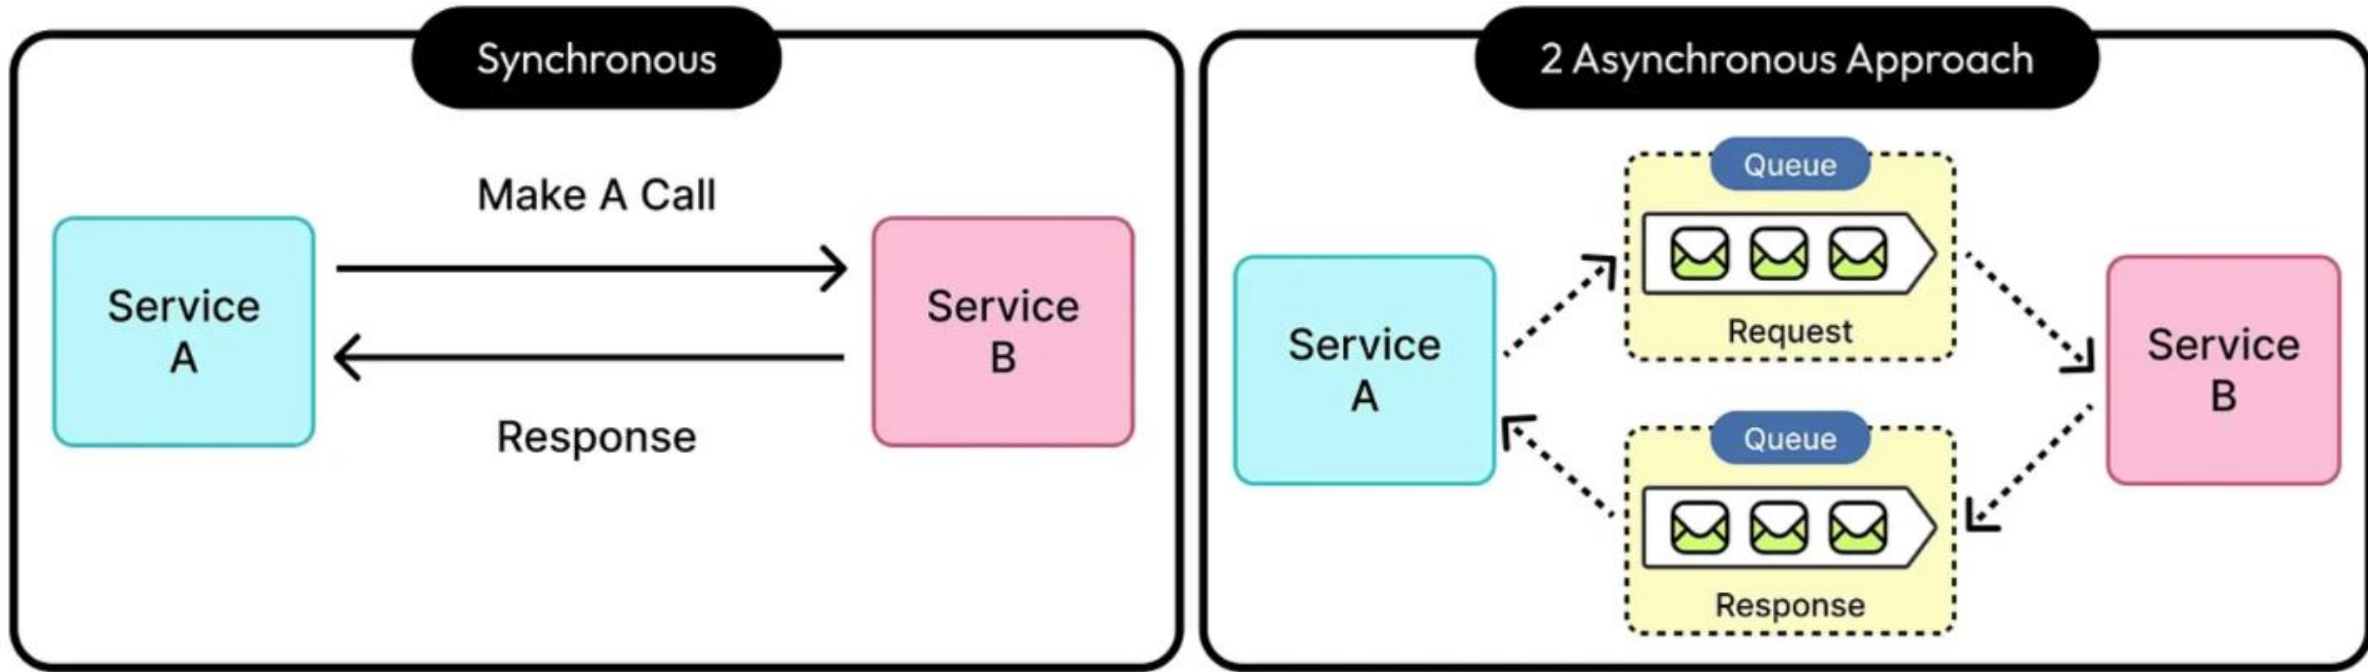 Synchronous
Make A Call
Service
A
Service
B
Response
2 Asynchronous Approach
Queue
Request
Service
A
Service
B
Queue
Response